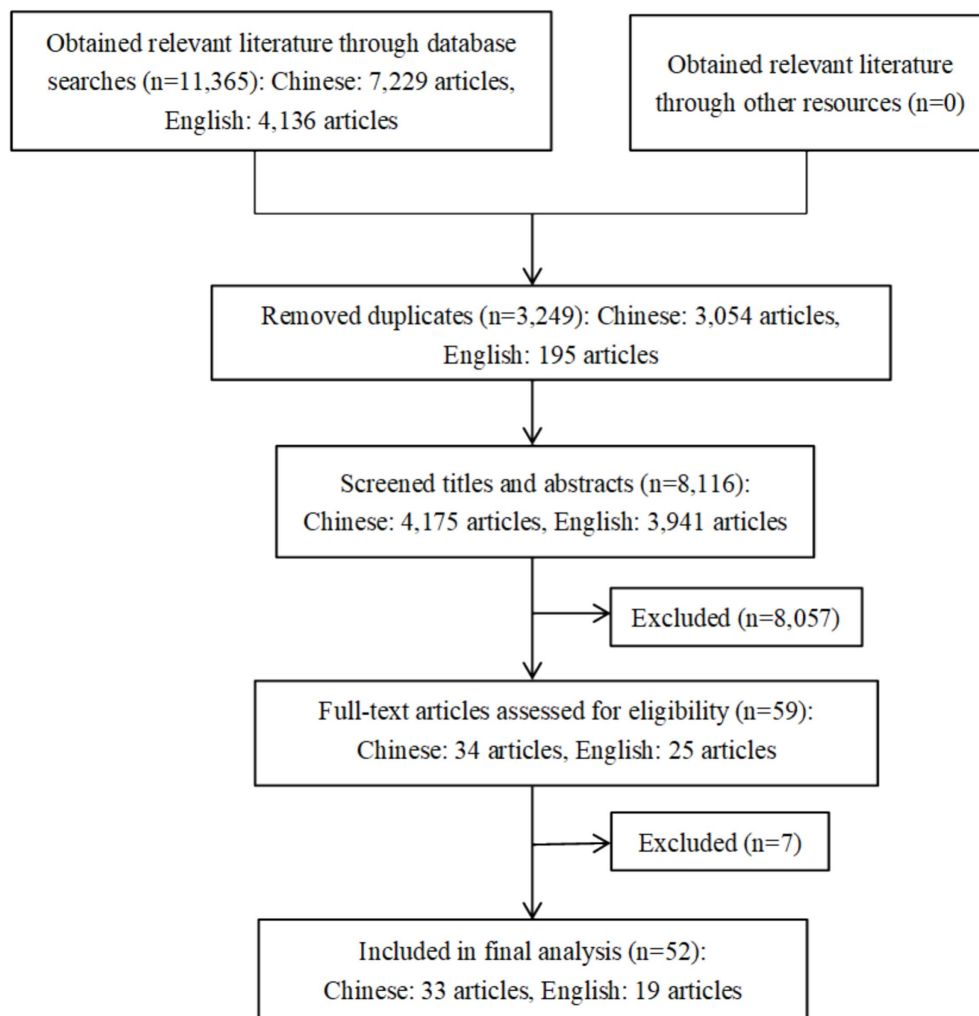 Obtained relevant literature through database
searches (n=11,365): Chinese: 7,229 articles,
English: 4,136 articles
Obtained relevant literature
through other resources (n=0)
Removed duplicates (n=3,249): Chinese: 3,054 articles,
English: 195 articles
Screened titles and abstracts (n=8,116):
Chinese: 4,175 articles, English: 3,941 articles
Excluded (n=8,057)
Full-text articles assessed for eligibility (n=59):
Chinese: 34 articles, English: 25 articles
Excluded (n=7)
Included in final analysis (n=52):
Chinese: 33 articles, English: 19 articles